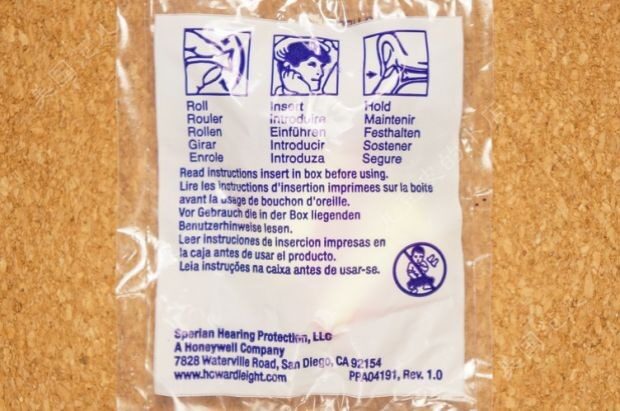 Roll Insert Hold
Rouler Introduire Maintenir
Rollen Einführen Festhalten
Girar Introducir Sostener
Enrole Introduza Segure
Read instructions insert in box before using.
Lire les instructions d'insertion imprimees sur la boite
avant la usage de bouchon d'oreille.
Vor Gebrauch die in der Box liegenden
Benutzerhinweise lesen.
Leer instruciones de insercion impresas en
la caja antes de usar el producto.
Leia instruções na caixa antes de usar-se.
Sperian Hearing Protection, LLC
A Honeywell Company
7828 Waterville Road, San Diego, CA 92154
www.howardleight.com PPA04191, Rev. 1.0